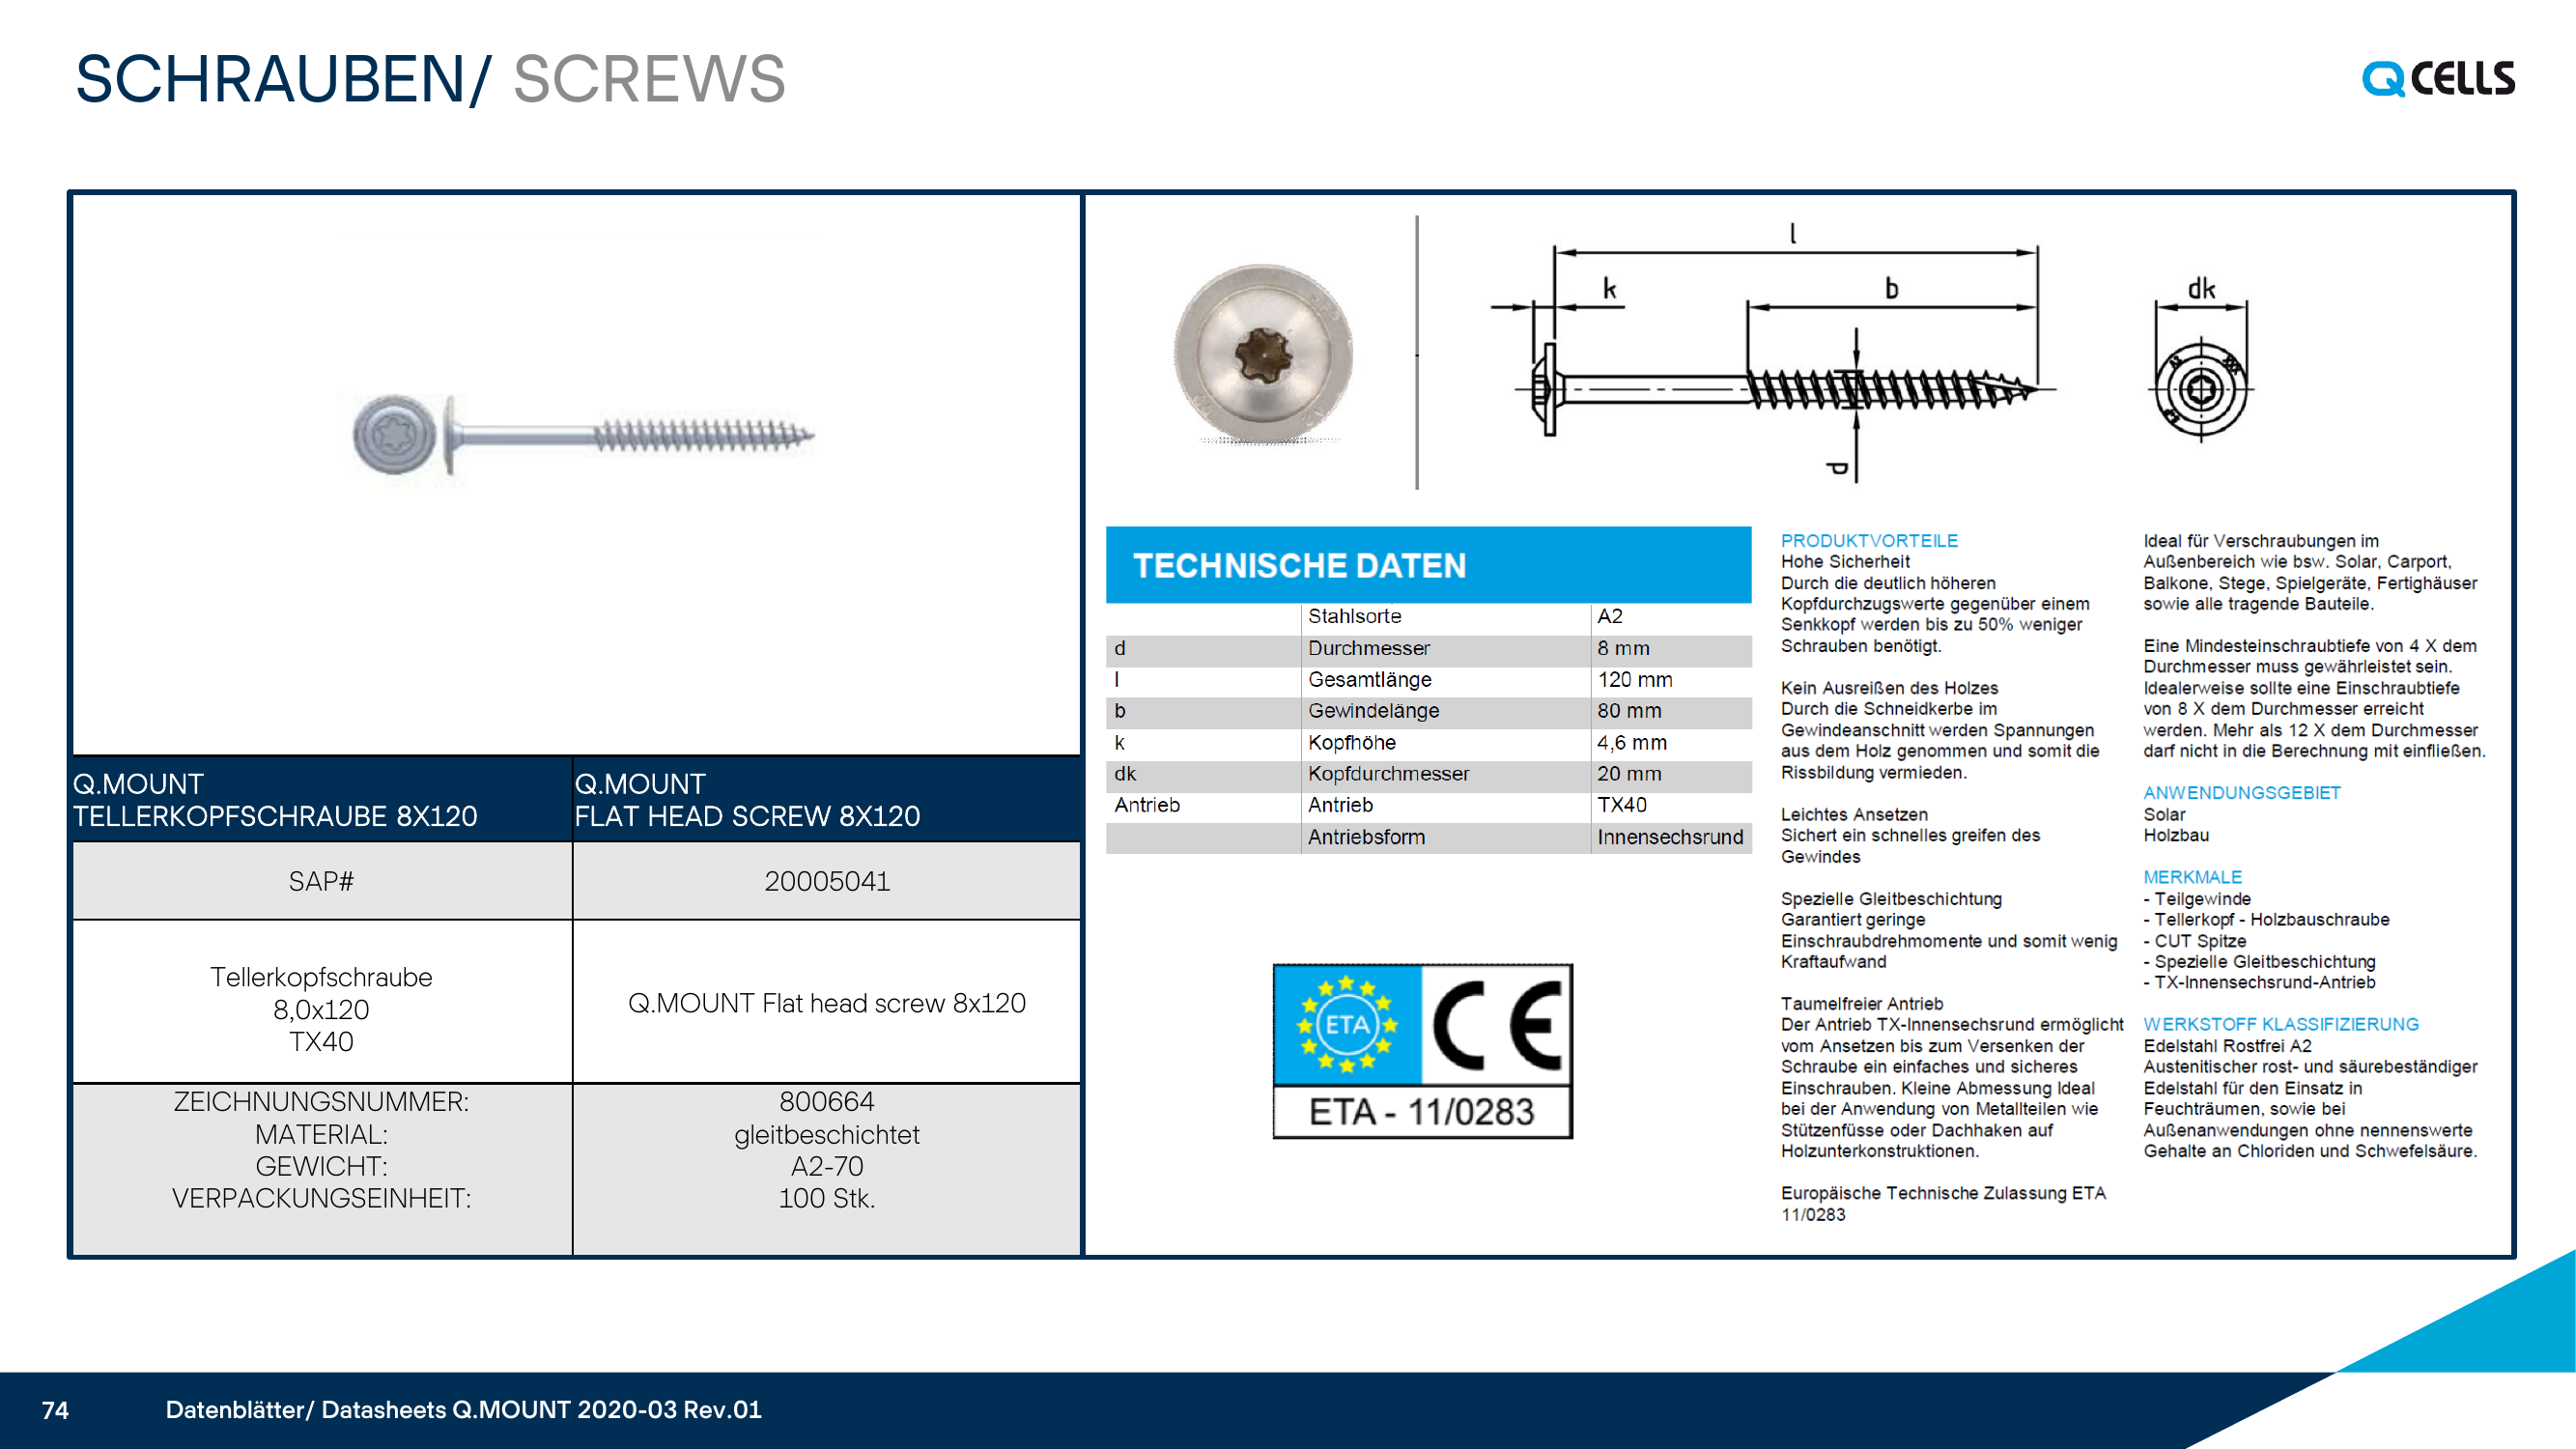 SCHRAUBEN/ SCREWS
Q CELLS
Q.MOUNT
TELLERKOPFSCHRAUBE 8X120
Q.MOUNT
FLAT HEAD SCREW 8X120
SAP#
20005041
Tellerkopfschraube
8,0x120
TX40
Q.MOUNT Flat head screw 8x120
ZEICHNUNGSNUMMER:
MATERIAL:
GEWICHT:
VERPACKUNGSEINHEIT:
800664
gleitbeschichtet
A2-70
100 Stk.
l
k
b
dk
d
TECHNISCHE DATEN
Stahlsorte A2
d Durchmesser 8 mm
l Gesamtlänge 120 mm
b Gewindelänge 80 mm
k Kopfhöhe 4,6 mm
dk Kopfdurchmesser 20 mm
Antrieb Antrieb TX40
Antriebsform Innensechsrund
ETA
CE
ETA - 11/0283
PRODUKTVORTEILE
Hohe Sicherheit
Durch die deutlich höheren
Kopfdurchzugswerte gegenüber einem
Senkkopf werden bis zu 50% weniger
Schrauben benötigt.
Kein Ausreißen des Holzes
Durch die Schneidkerbe im
Gewindeanschnitt werden Spannungen
aus dem Holz genommen und somit die
Rissbildung vermieden.
Leichtes Ansetzen
Sichert ein schnelles greifen des
Gewindes
Spezielle Gleitbeschichtung
Garantiert geringe
Einschraubdrehmomente und somit wenig
Kraftaufwand
Taumelfreier Antrieb
Der Antrieb TX-Innensechsrund ermöglicht
vom Ansetzen bis zum Versenken der
Schraube ein einfaches und sicheres
Einschrauben. Kleine Abmessung Ideal
bei der Anwendung von Metallteilen wie
Stützenfüsse oder Dachhaken auf
Holzunterkonstruktionen.
Europäische Technische Zulassung ETA
11/0283
Ideal für Verschraubungen im
Außenbereich wie bsw. Solar, Carport,
Balkone, Stege, Spielgeräte, Fertighäuser
sowie alle tragende Bauteile.
Eine Mindesteinschraubtiefe von 4 X dem
Durchmesser muss gewährleistet sein.
Idealerweise sollte eine Einschraubtiefe
von 8 X dem Durchmesser erreicht
werden. Mehr als 12 X dem Durchmesser
darf nicht in die Berechnung mit einfließen.
ANWENDUNGSGEBIET
Solar
Holzbau
MERKMALE
- Teilgewinde
- Tellerkopf - Holzbauschraube
- CUT Spitze
- Spezielle Gleitbeschichtung
- TX-Innensechsrund-Antrieb
WERKSTOFF KLASSIFIZIERUNG
Edelstahl Rostfrei A2
Austenitischer rost- und säurebeständiger
Edelstahl für den Einsatz in
Feuchträumen, sowie bei
Außenanwendungen ohne nennenswerte
Gehalte an Chloriden und Schwefelsäure.
74
Datenblätter/ Datasheets Q.MOUNT 2020-03 Rev.01